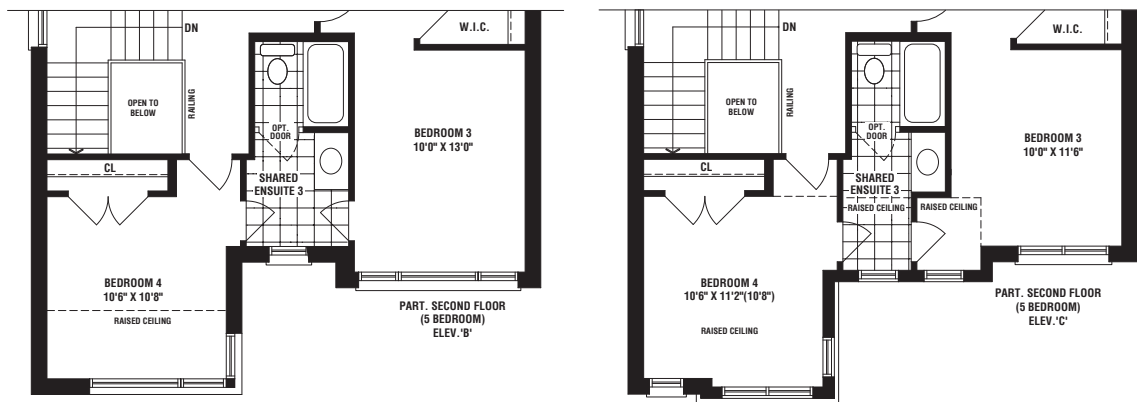 DN
W.I.C.
OPEN TO
BELOW
RAILING
OPT.
DOOR
BEDROOM 3
10'0" X 13'0"
CL
SHARED
ENSUITE 3
BEDROOM 4
10'6" X 10'8"
RAISED CEILING
PART. SECOND FLOOR
(5 BEDROOM)
ELEV.'B'
DN
W.I.C.
OPEN TO
BELOW
RAILING
OPT.
DOOR
BEDROOM 3
10'0" X 11'6"
CL
SHARED
ENSUITE 3
RAISED CEILING
RAISED CEILING
BEDROOM 4
10'6" X 11'2"(10'8")
RAISED CEILING
PART. SECOND FLOOR
(5 BEDROOM)
ELEV.'C'